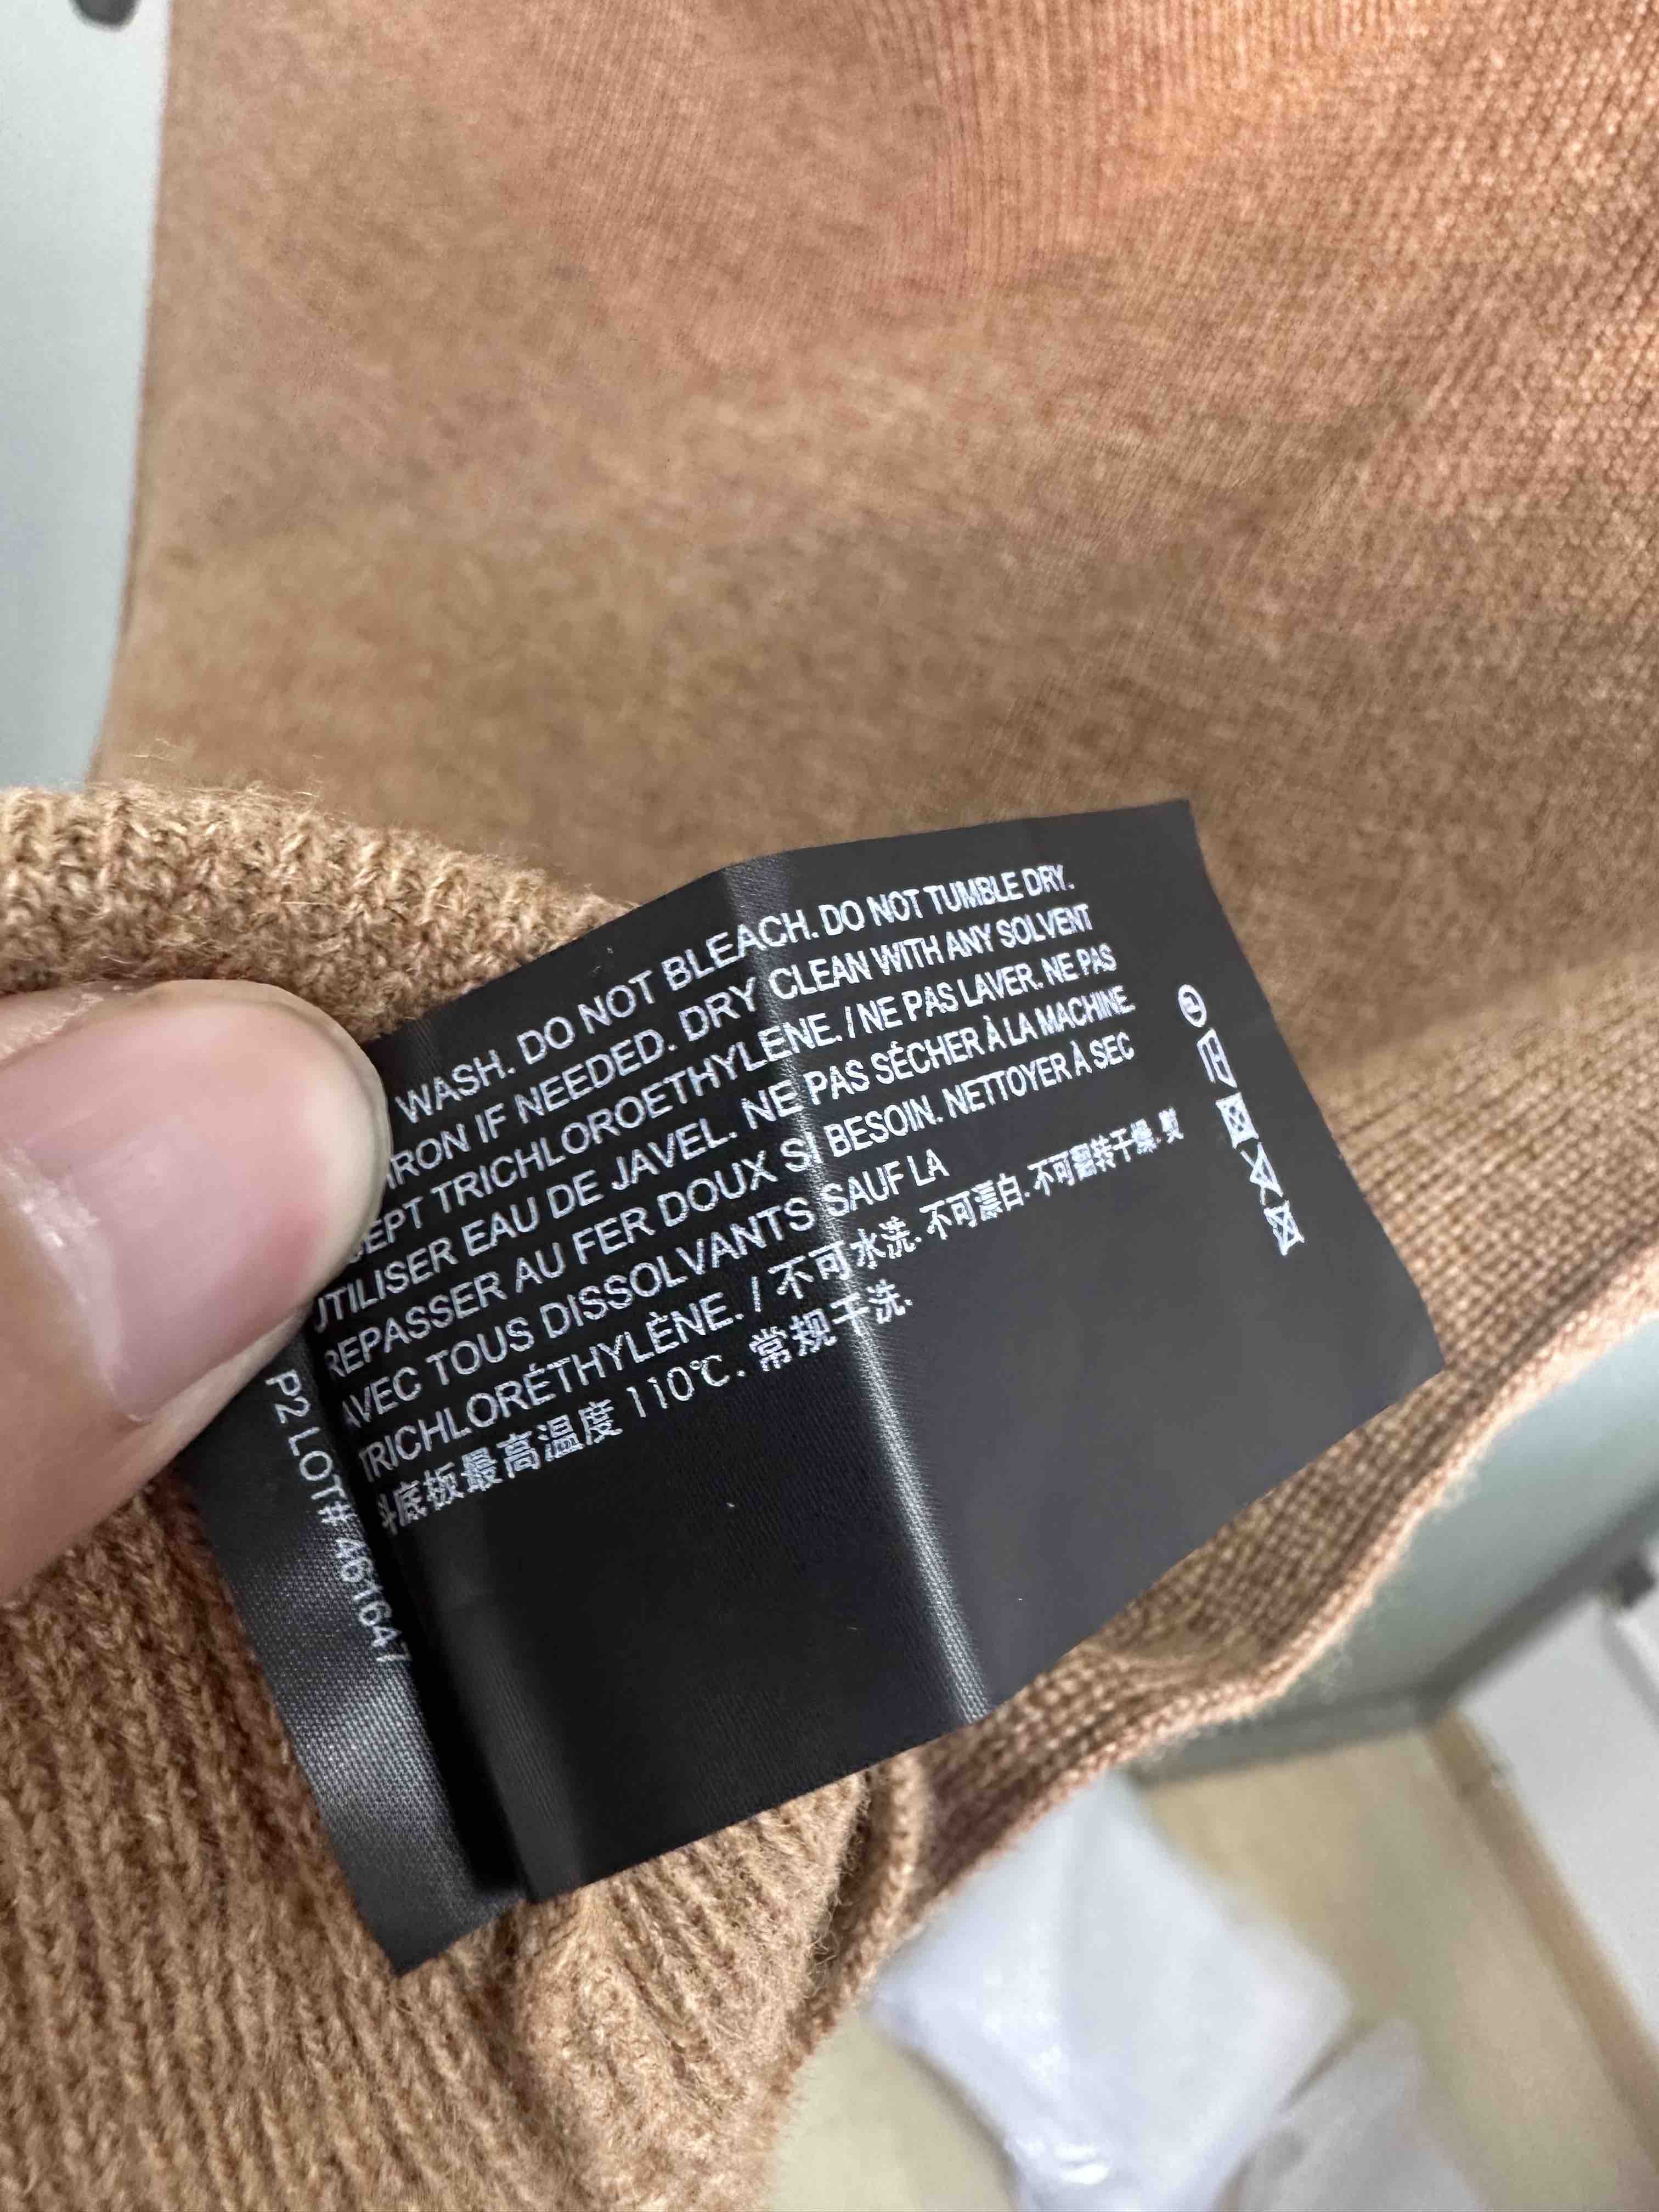 WASH. DO NOT BLEACH. DO NOT TUMBLE DRY.
IRON IF NEEDED. DRY CLEAN WITH ANY SOLVENT
TRICHLOROETHYLENE. / NE PAS LAVER. NE PAS
UTILISER EAU DE JAVEL. NE PAS SÉCHER À LA MACHINE.
REPASSER AU FER DOUX SI BESOIN. NETTOYER À SEC
AVEC TOUS DISSOLVANTS SAUF LA
TRICHLORÉTHYLÈNE. / 不可水洗. 不可漂白. 不可翻转干燥. 熨
斗底板最高温度 110℃. 常规干洗.
P2 LOT# 461647